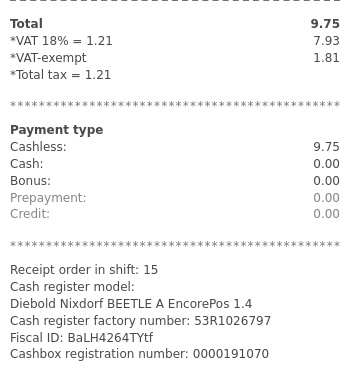 Total 9.75
*VAT 18% = 1.21 7.93
*VAT-exempt 1.81
*Total tax = 1.21
************************************************
Payment type
Cashless: 9.75
Cash: 0.00
Bonus: 0.00
Prepayment: 0.00
Credit: 0.00
************************************************
Receipt order in shift: 15
Cash register model:
Diebold Nixdorf BEETLE A EncorePos 1.4
Cash register factory number: 53R1026797
Fiscal ID: BaLH4264TYtf
Cashbox registration number: 0000191070